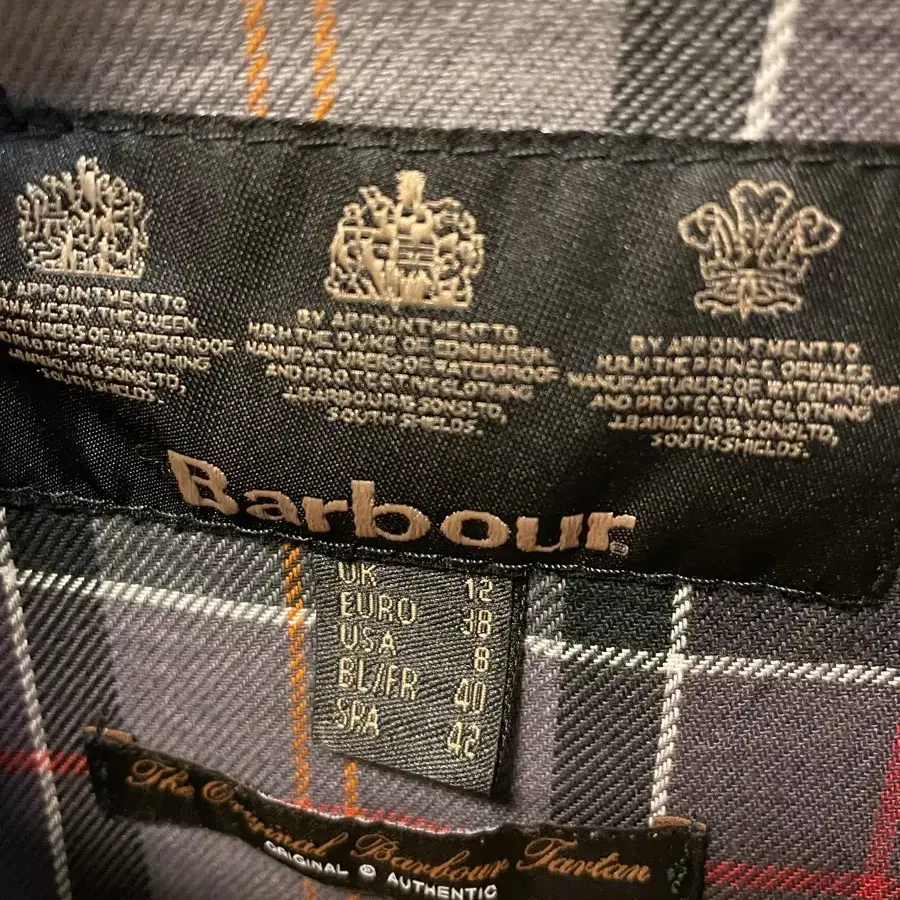 APPOINTMENT TO
MAJESTY THE QUEEN
MANUFACTURERS OF WATERPROOF
PROTECTIVE CLOTHING
BARBOUR & SONS LTD,
SOUTH SHIELDS.
BY APPOINTMENT TO
H.R.H. THE DUKE OF EDINBURGH
MANUFACTURERS OF WATERPROOF
AND PROTECTIVE CLOTHING
J.BARBOUR & SONS LTD,
SOUTH SHIELDS.
BY APPOINTMENT TO
H.R.H. THE PRINCE OF WALES
MANUFACTURERS OF WATERPROOF
AND PROTECTIVE CLOTHING
J.BARBOUR & SONS LTD,
SOUTH SHIELDS.
Barbour®
UK 12
EURO 38
USA 8
BL/FR 40
SPA 42
The Original Barbour Tartan
ORIGINAL & AUTHENTIC